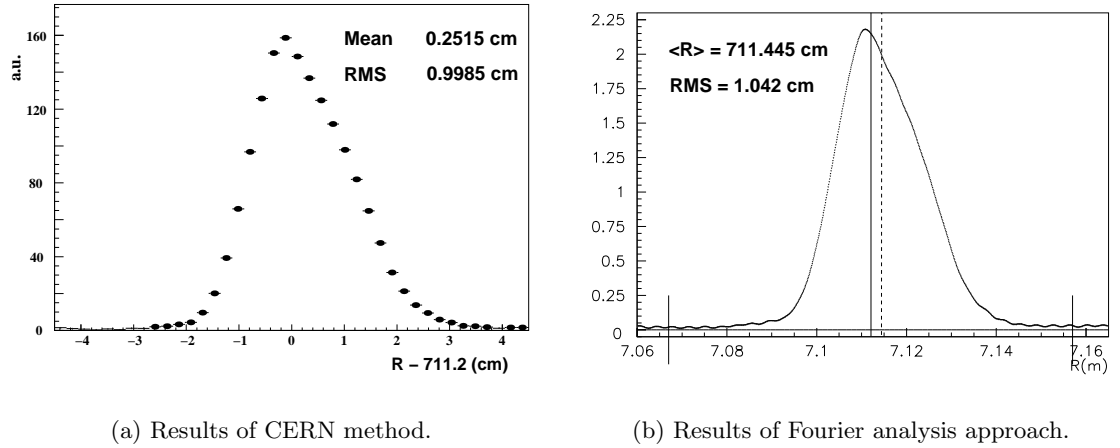 a.u.
160
120
80
40
0
Mean 0.2515 cm
RMS 0.9985 cm
−4 −3 −2 −1 0 1 2 3 4
R − 711.2 (cm)
2.25
2
1.75
1.5
1.25
1
0.75
0.5
0.25
0
<R> = 711.445 cm
RMS = 1.042 cm
7.06 7.08 7.1 7.12 7.14 7.16
R(m)
(a) Results of CERN method.
(b) Results of Fourier analysis approach.